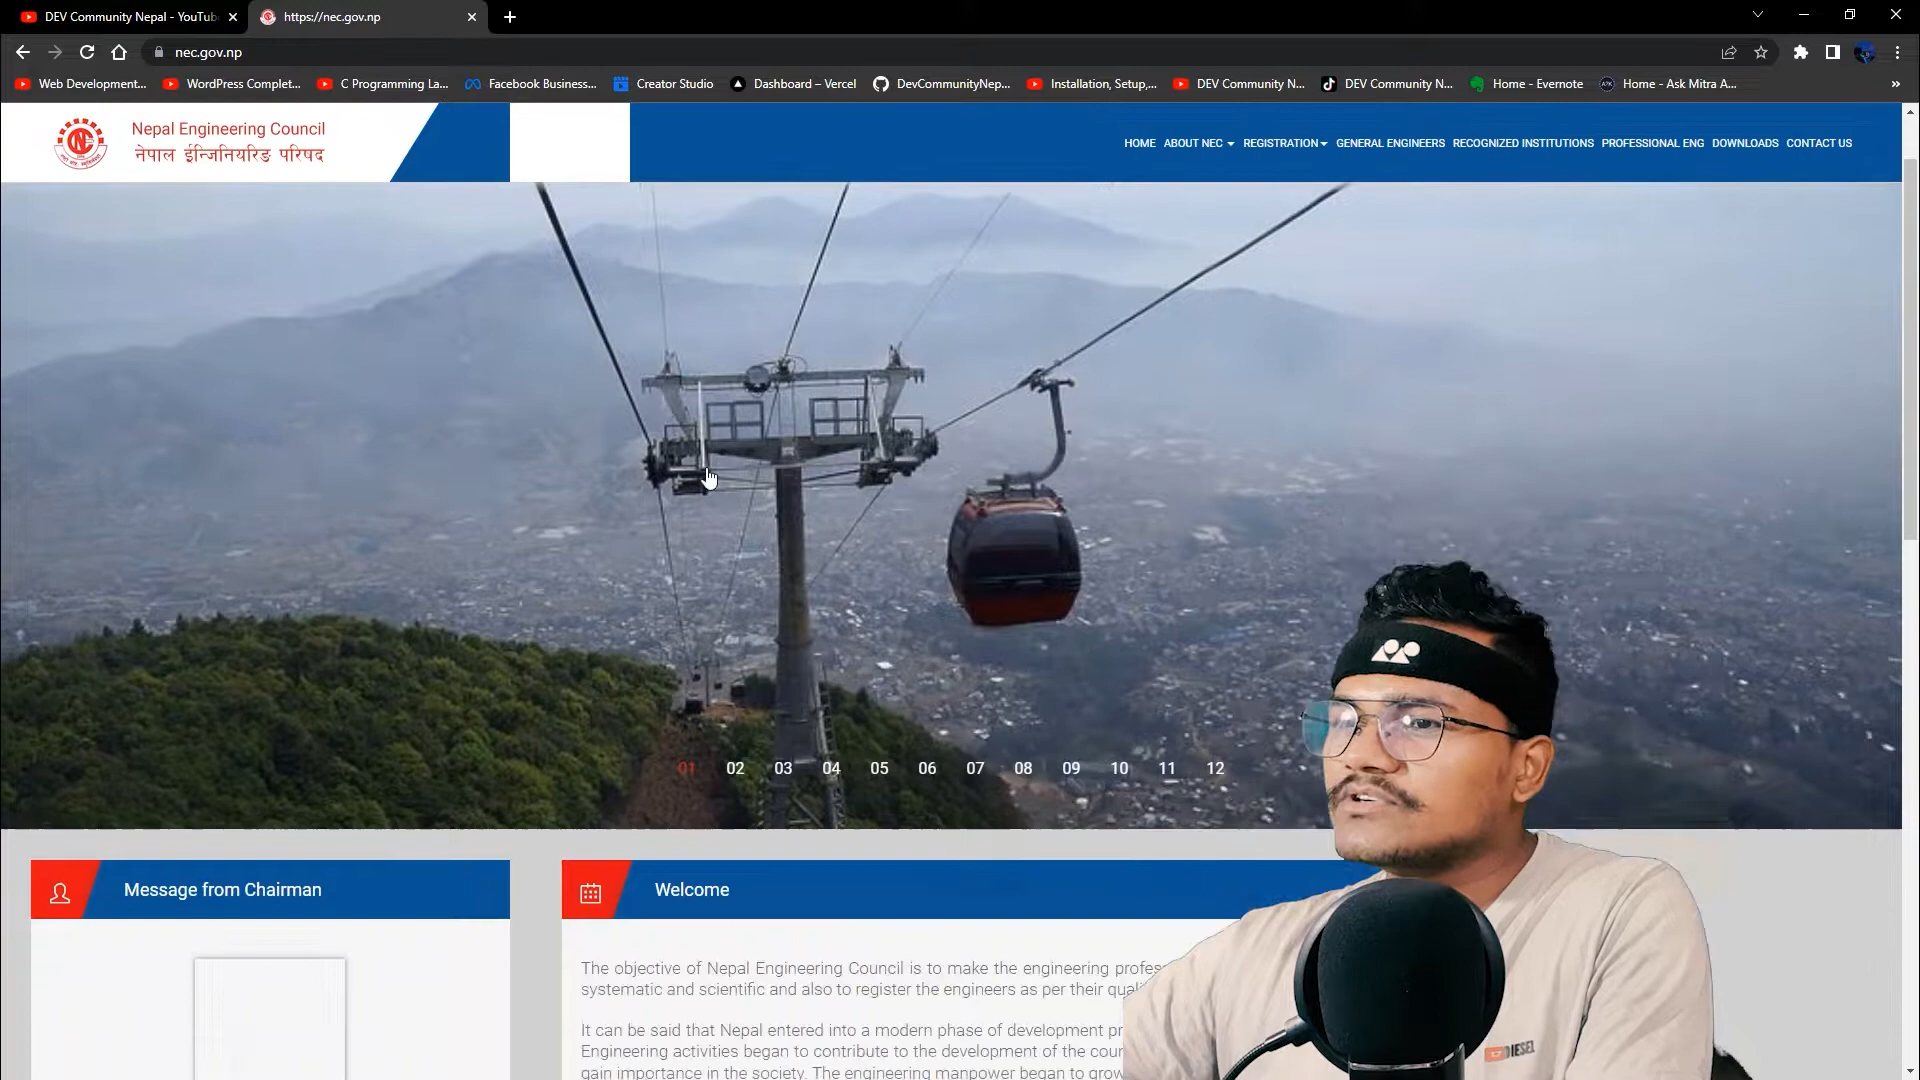 DEV Community Nepal - YouTub
https://nec.gov.np
nec.gov.np
Web Development...
WordPress Complet...
C Programming La...
Facebook Business...
Creator Studio
Dashboard – Vercel
DevCommunityNep...
Installation, Setup,...
DEV Community N...
DEV Community N...
Home - Evernote
Home - Ask Mitra A...
Nepal Engineering Council
नेपाल ईन्जिनियरिङ परिषद
HOME ABOUT NEC REGISTRATION GENERAL ENGINEERS RECOGNIZED INSTITUTIONS PROFESSIONAL ENG DOWNLOADS CONTACT US
01 02 03 04 05 06 07 08 09 10 11 12
Message from Chairman
Welcome
The objective of Nepal Engineering Council is to make the engineering profes
systematic and scientific and also to register the engineers as per their quali
It can be said that Nepal entered into a modern phase of development pr
Engineering activities began to contribute to the development of the cour
gain importance in the society. The engineering manpower began to grow
DIESEL